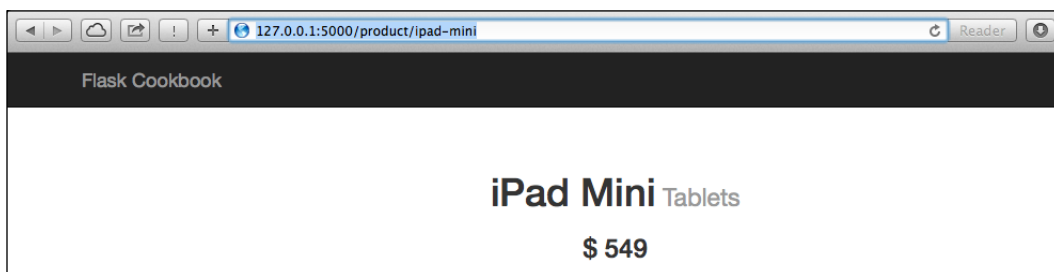 ! + 127.0.0.1:5000/product/ipad-mini Reader
Flask Cookbook
iPad Mini Tablets
$ 549